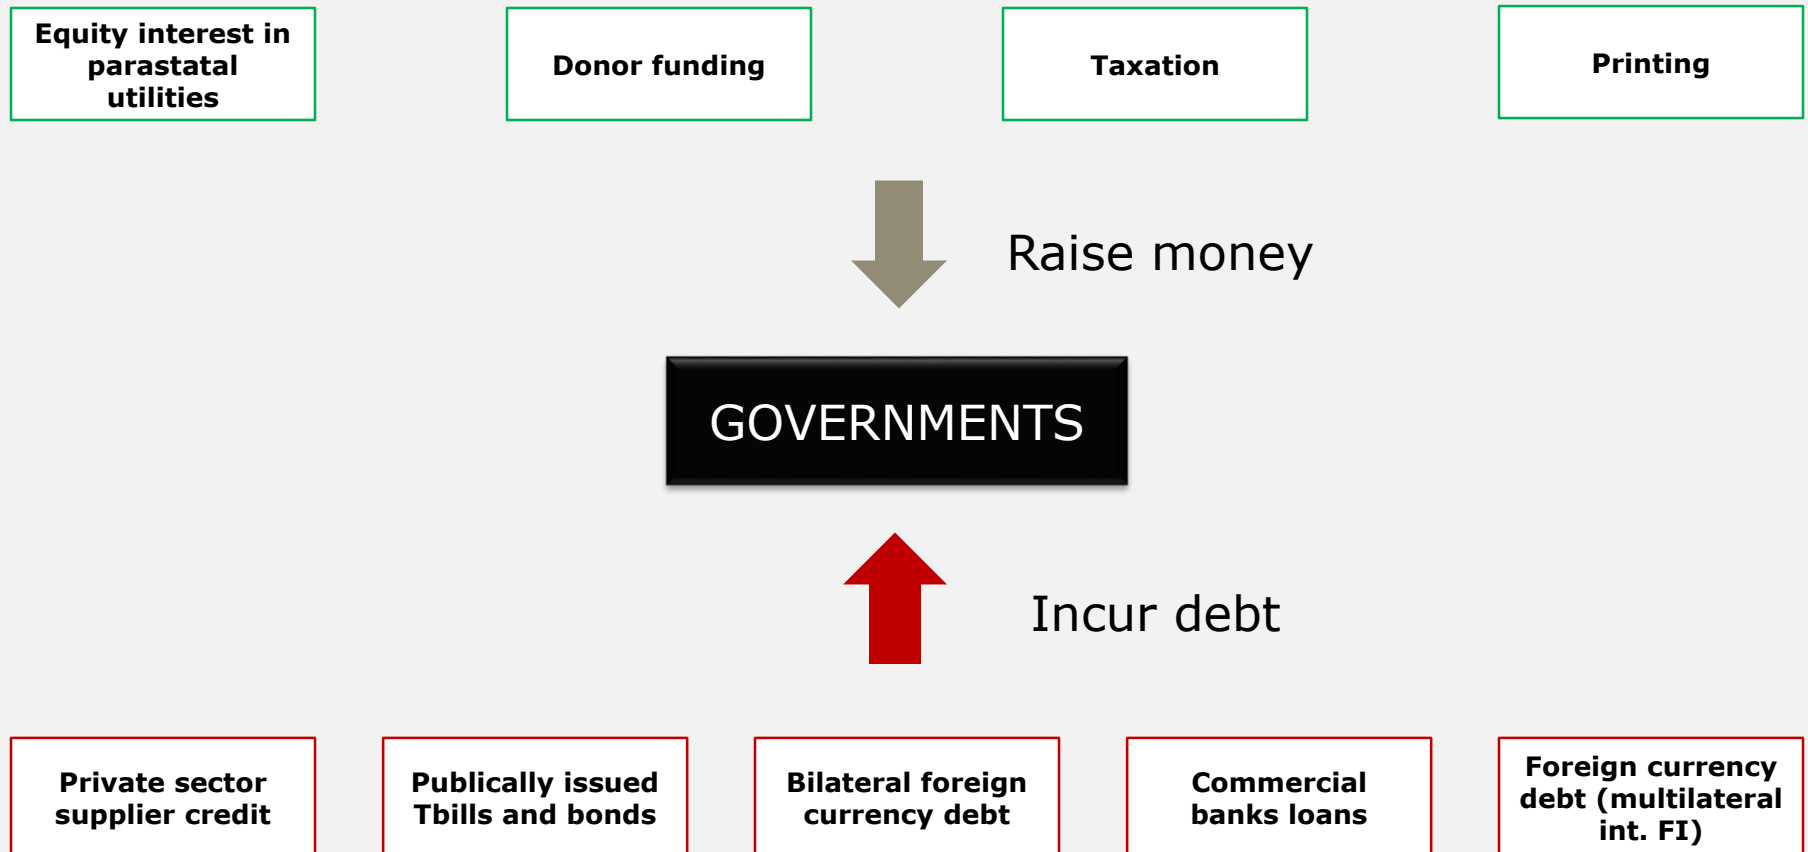 Equity interest in
parastatal
utilities
Donor funding
Taxation
Printing
Raise money
GOVERNMENTS
Incur debt
Private sector
supplier credit
Publically issued
Tbills and bonds
Bilateral foreign
currency debt
Commercial
banks loans
Foreign currency
debt (multilateral
int. FI)